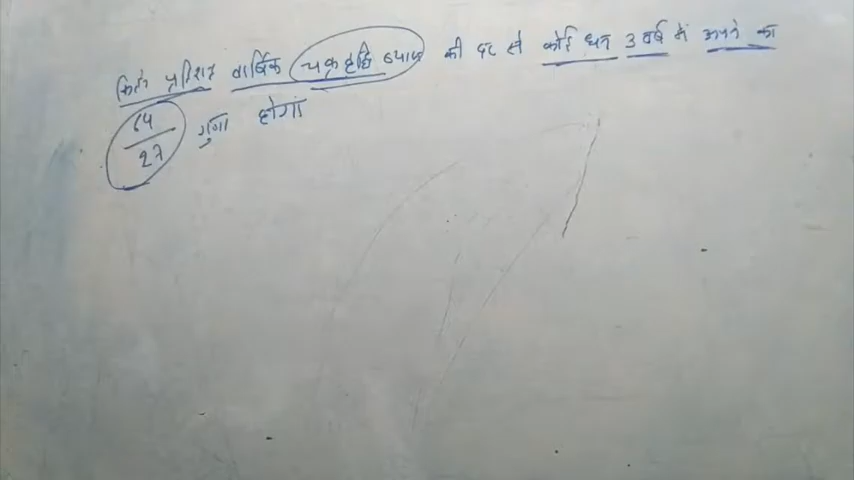 कितने प्रतिशत वार्षिक चक्रवृद्धि ब्याज की दर से कोई धन 3 वर्ष में अपने का
64
27 गुना होगा